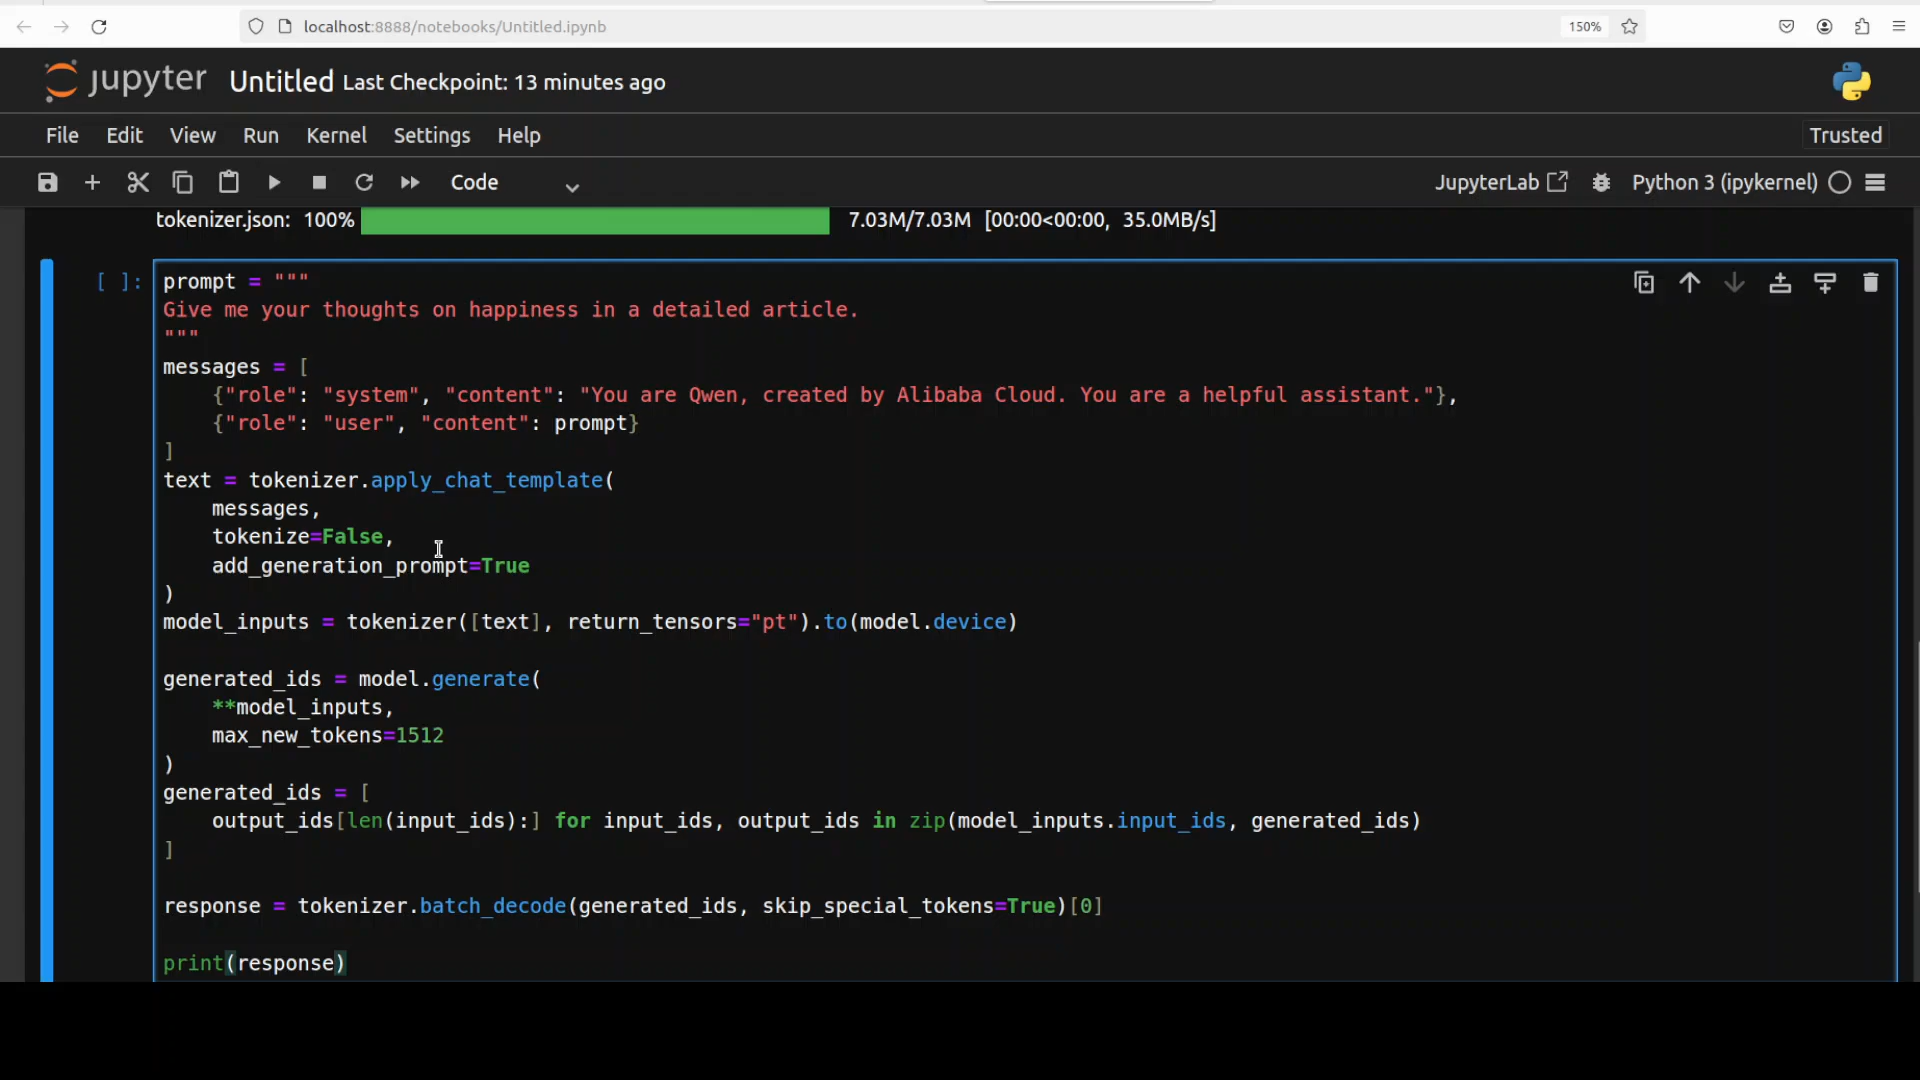 localhost:8888/notebooks/Untitled.ipynb 150%
jupyter Untitled Last Checkpoint: 13 minutes ago
File Edit View Run Kernel Settings Help Trusted
Code JupyterLab Python 3 (ipykernel)
tokenizer.json: 100% 7.03M/7.03M [00:00<00:00, 35.0MB/s]
[ ]: prompt = """
Give me your thoughts on happiness in a detailed article.
"""
messages = [
    {"role": "system", "content": "You are Qwen, created by Alibaba Cloud. You are a helpful assistant."},
    {"role": "user", "content": prompt}
]
text = tokenizer.apply_chat_template(
    messages,
    tokenize=False,
    add_generation_prompt=True
)
model_inputs = tokenizer([text], return_tensors="pt").to(model.device)
generated_ids = model.generate(
    **model_inputs,
    max_new_tokens=1512
)
generated_ids = [
    output_ids[len(input_ids):] for input_ids, output_ids in zip(model_inputs.input_ids, generated_ids)
]
response = tokenizer.batch_decode(generated_ids, skip_special_tokens=True)[0]
print(response)